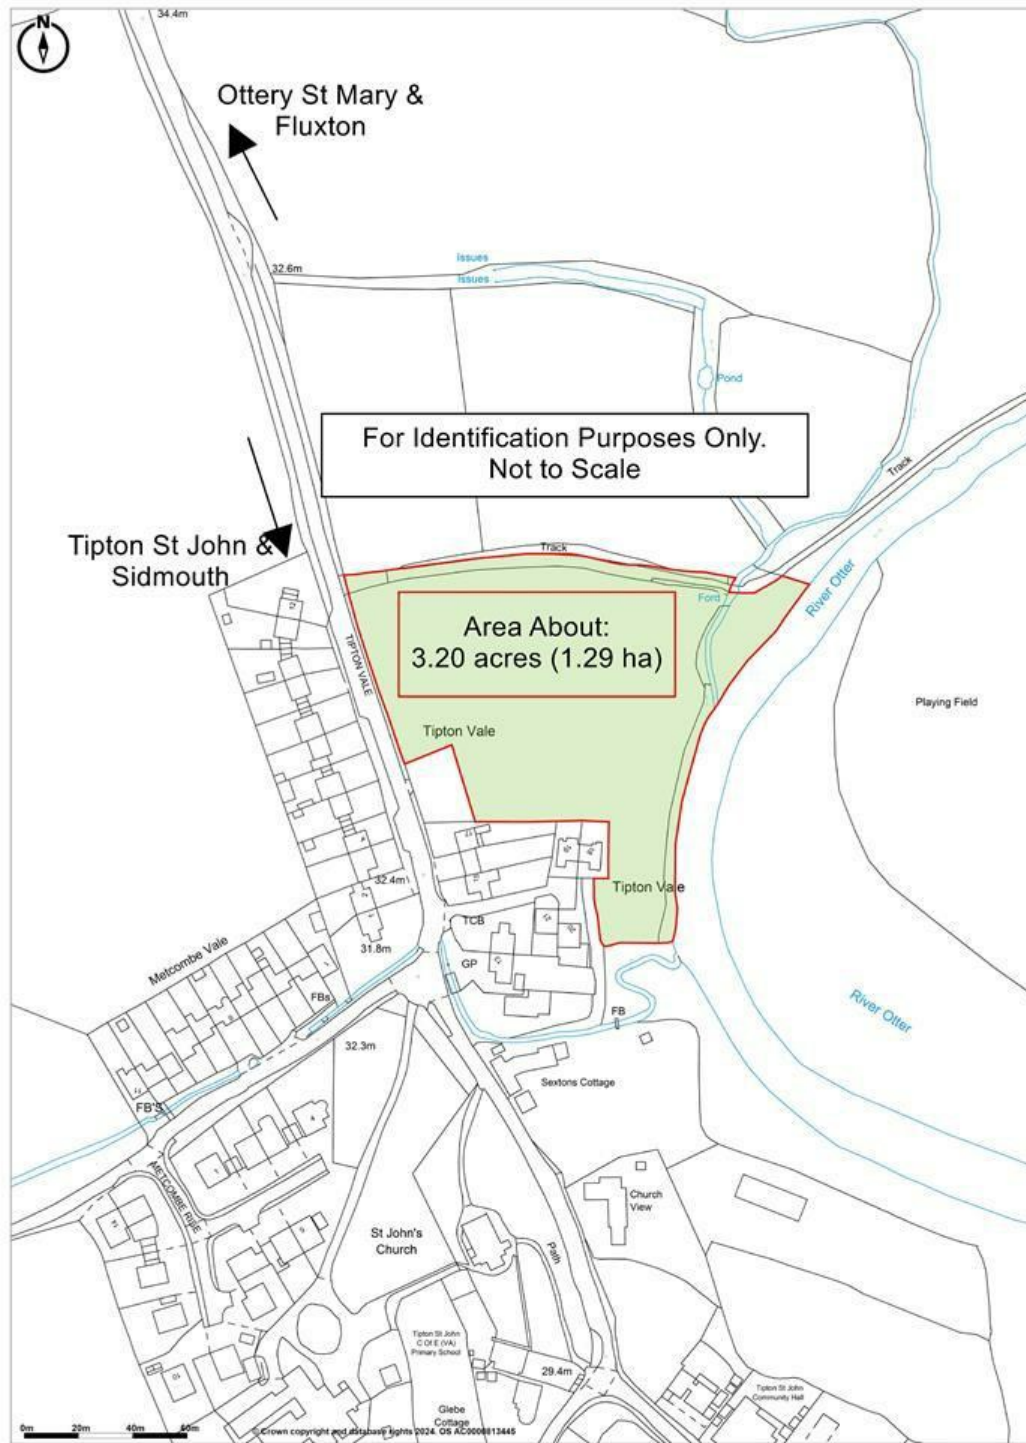 N
34.4m
Ottery St Mary &
Fluxton
Issues
32.6m
Issues
Pond
For Identification Purposes Only.
Not to Scale
Track
Tipton St John &
Sidmouth
Track
Ford
River Otter
Area About:
3.20 acres (1.29 ha)
TIPTON VALE
Playing Field
Tipton Vale
32.4m
Tipton Vale
TCB
31.8m
Metcombe Vale
GP
FBs
River Otter
FB
32.3m
Sextons Cottage
FB'S
METCOMBE RISE
Church
View
St John's
Church
Path
Tipton St John
C Of E (VA)
Primary School
29.4m
Tipton St John
Community Hall
Glebe
Cottage
0m 20m 40m 60m
© Crown copyright and database rights 2024. OS AC0000813445